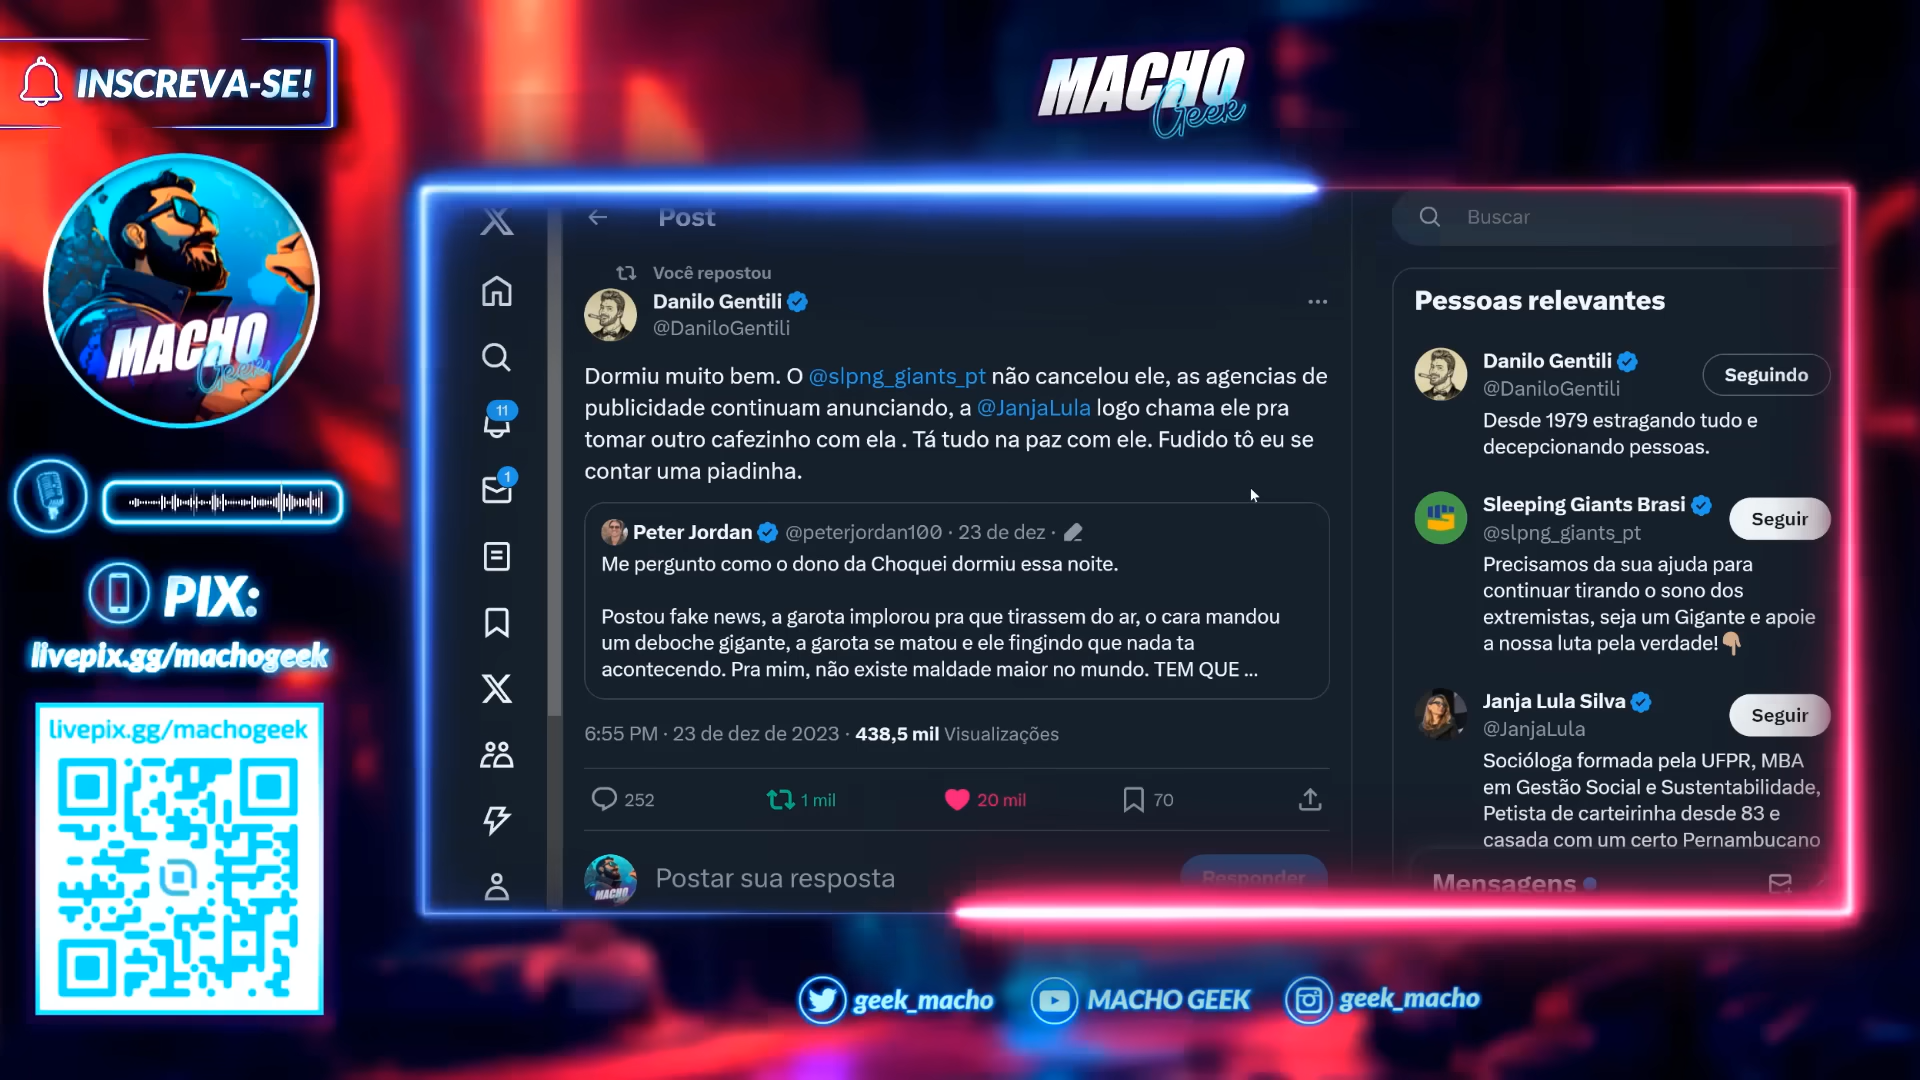 INSCREVA-SE!
MACHO
Geek
MACHO
Geek
PIX:
livepix.gg/machogeek
livepix.gg/machogeek
Post
Você repostou
Danilo Gentili
@DaniloGentili
Dormiu muito bem. O @slpng_giants_pt não cancelou ele, as agencias de
publicidade continuam anunciando, a @JanjaLula logo chama ele pra
tomar outro cafezinho com ela . Tá tudo na paz com ele. Fudido tô eu se
contar uma piadinha.
Peter Jordan @peterjordan100 · 23 de dez ·
Me pergunto como o dono da Choquei dormiu essa noite.
Postou fake news, a garota implorou pra que tirassem do ar, o cara mandou
um deboche gigante, a garota se matou e ele fingindo que nada ta
acontecendo. Pra mim, não existe maldade maior no mundo. TEM QUE ...
6:55 PM · 23 de dez de 2023 · 438,5 mil Visualizações
252 1 mil 20 mil 70
MACHO
Postar sua resposta
Responder
11
1
Buscar
Pessoas relevantes
Danilo Gentili
@DaniloGentili
Seguindo
Desde 1979 estragando tudo e
decepcionando pessoas.
Sleeping Giants Brasi
@slpng_giants_pt
Seguir
Precisamos da sua ajuda para
continuar tirando o sono dos
extremistas, seja um Gigante e apoie
a nossa luta pela verdade!
Janja Lula Silva
@JanjaLula
Seguir
Socióloga formada pela UFPR, MBA
em Gestão Social e Sustentabilidade,
Petista de carteirinha desde 83 e
casada com um certo Pernambucano
Mensagens
geek_macho
MACHO GEEK
geek_macho